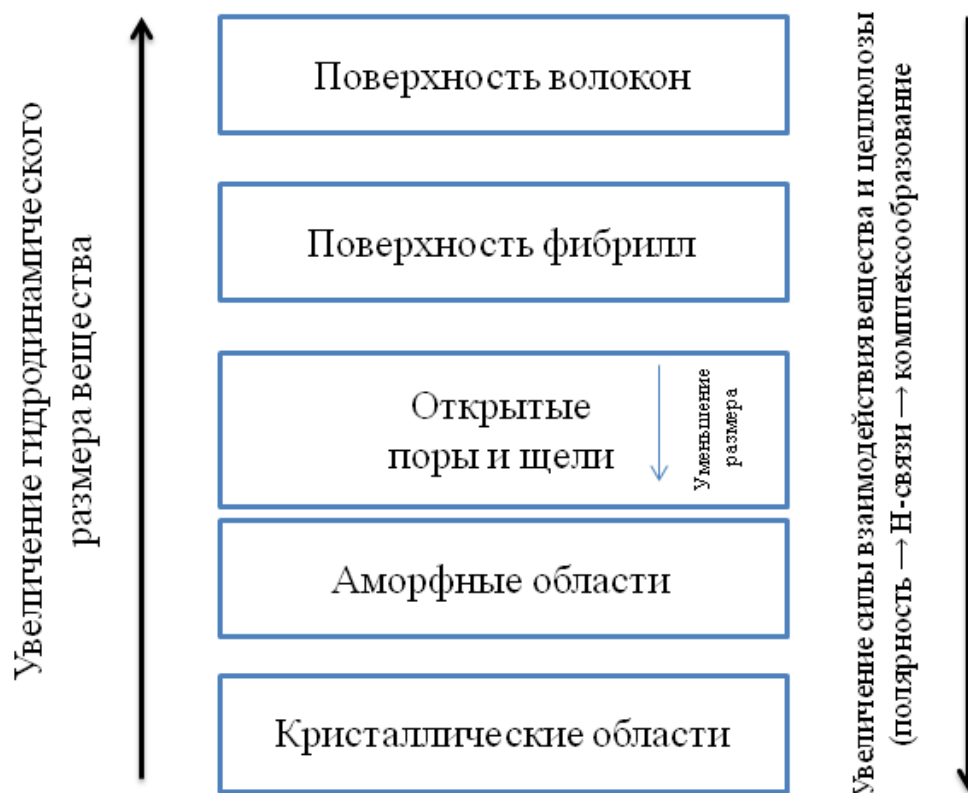 Увеличение гидродинамического
размера вещества
Поверхность волокон
Поверхность фибрилл
Открытые
поры и щели
Уменьшение
размера
Аморфные области
Кристаллические области
Увеличение силы взаимодействия вещества и целлюлозы
(полярность → Н-связи → комплексообразование